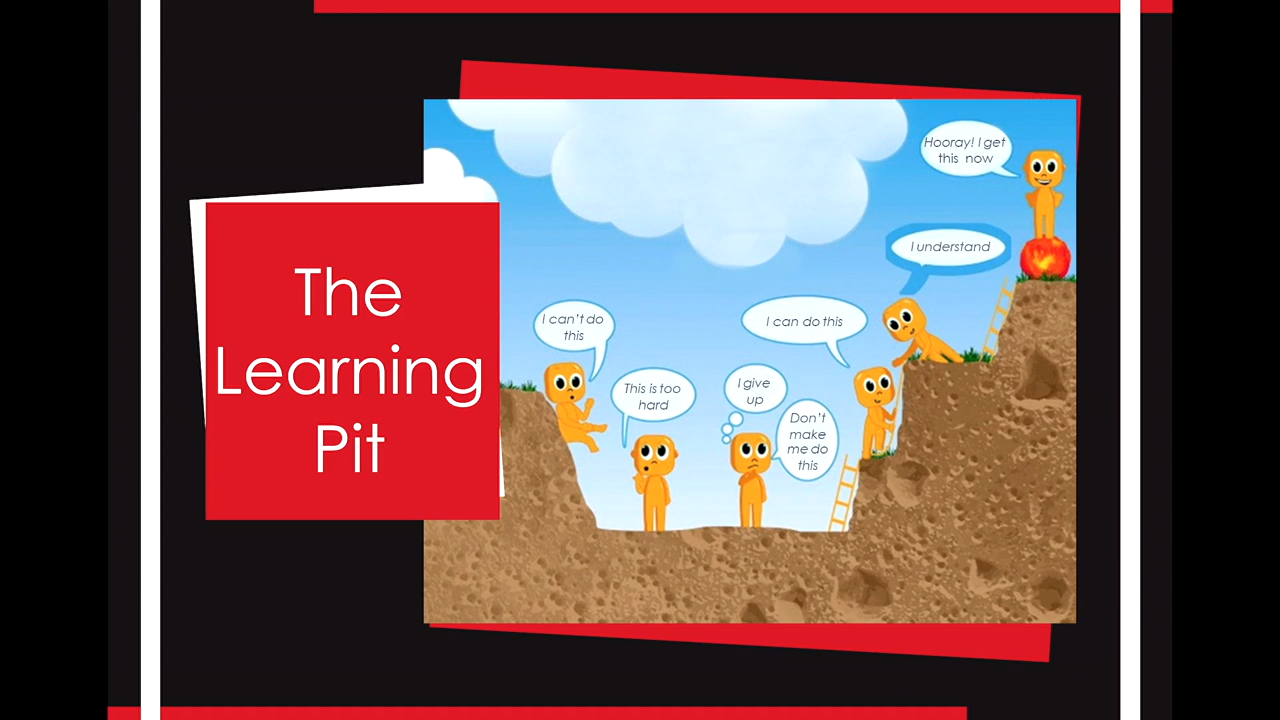 The
Learning
Pit
I can't do
this
This is too
hard
I give
up
Don't
make
me do
this
I can do this
I understand
Hooray! I get
this now